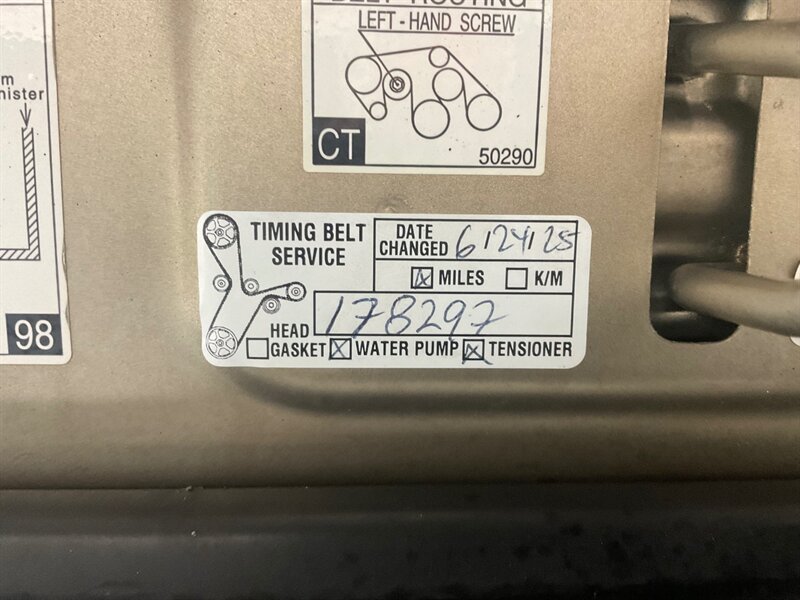 BELT ROUTING
LEFT-HAND SCREW
CT
50290
nister
98
TIMING BELT
SERVICE
DATE
CHANGED 6/24/25
MILES K/M
178297
HEAD
GASKET WATER PUMP TENSIONER